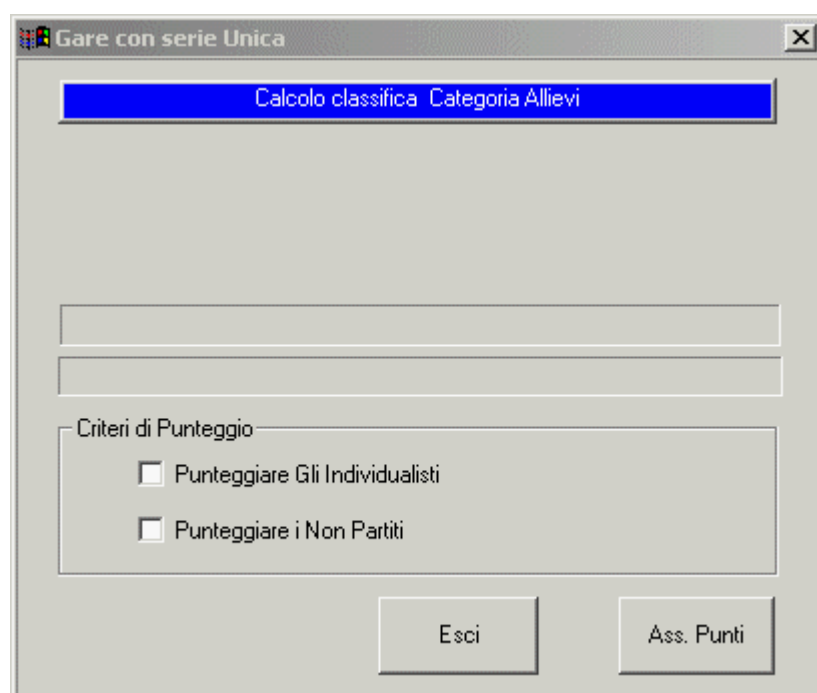 Gare con serie Unica
Calcolo classifica Categoria Allievi
Criteri di Punteggio
Punteggiare Gli Individualisti
Punteggiare i Non Partiti
Esci
Ass. Punti